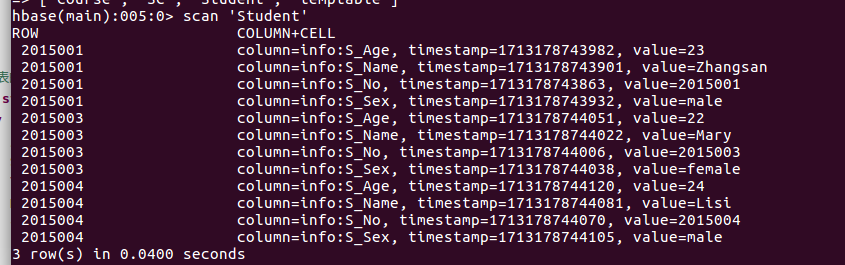 => ["Course", "SC", "Student", "temptable"]
hbase(main):005:0> scan 'Student'
ROW COLUMN+CELL
2015001 column=info:S_Age, timestamp=1713178743982, value=23
2015001 column=info:S_Name, timestamp=1713178743901, value=Zhangsan
2015001 column=info:S_No, timestamp=1713178743863, value=2015001
2015001 column=info:S_Sex, timestamp=1713178743932, value=male
2015003 column=info:S_Age, timestamp=1713178744051, value=22
2015003 column=info:S_Name, timestamp=1713178744022, value=Mary
2015003 column=info:S_No, timestamp=1713178744006, value=2015003
2015003 column=info:S_Sex, timestamp=1713178744038, value=female
2015004 column=info:S_Age, timestamp=1713178744120, value=24
2015004 column=info:S_Name, timestamp=1713178744081, value=Lisi
2015004 column=info:S_No, timestamp=1713178744070, value=2015004
2015004 column=info:S_Sex, timestamp=1713178744105, value=male
3 row(s) in 0.0400 seconds